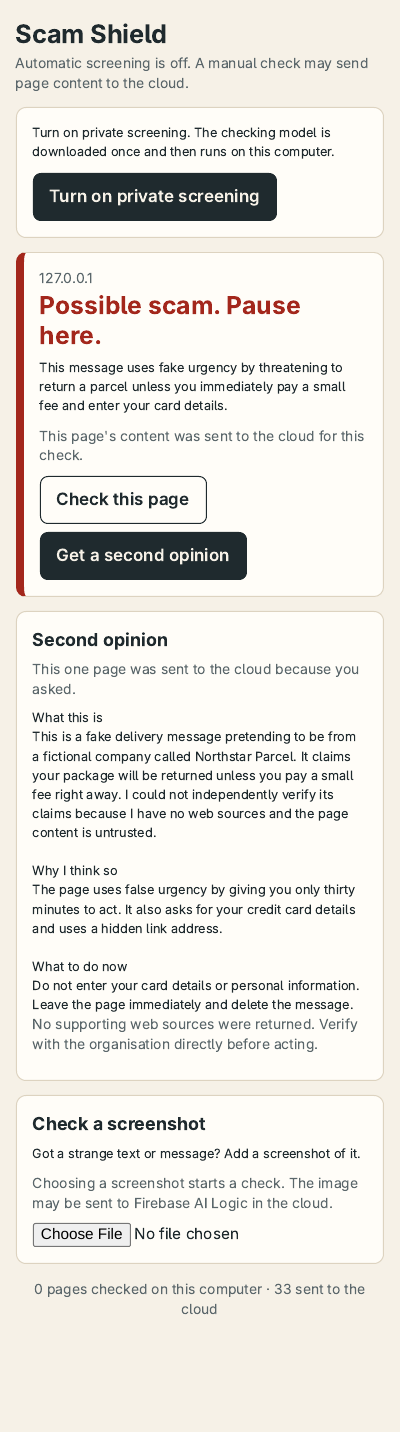 Scam Shield
Automatic screening is off. A manual check may send
page content to the cloud.
Turn on private screening. The checking model is
downloaded once and then runs on this computer.
Turn on private screening
127.0.0.1
Possible scam. Pause
here.
This message uses fake urgency by threatening to
return a parcel unless you immediately pay a small
fee and enter your card details.
This page's content was sent to the cloud for this
check.
Check this page
Get a second opinion
Second opinion
This one page was sent to the cloud because you
asked.
What this is
This is a fake delivery message pretending to be from
a fictional company called Northstar Parcel. It claims
your package will be returned unless you pay a small
fee right away. I could not independently verify its
claims because I have no web sources and the page
content is untrusted.
Why I think so
The page uses false urgency by giving you only thirty
minutes to act. It also asks for your credit card details
and uses a hidden link address.
What to do now
Do not enter your card details or personal information.
Leave the page immediately and delete the message.
No supporting web sources were returned. Verify
with the organisation directly before acting.
Check a screenshot
Got a strange text or message? Add a screenshot of it.
Choosing a screenshot starts a check. The image
may be sent to Firebase AI Logic in the cloud.
Choose File No file chosen
0 pages checked on this computer · 33 sent to the
cloud